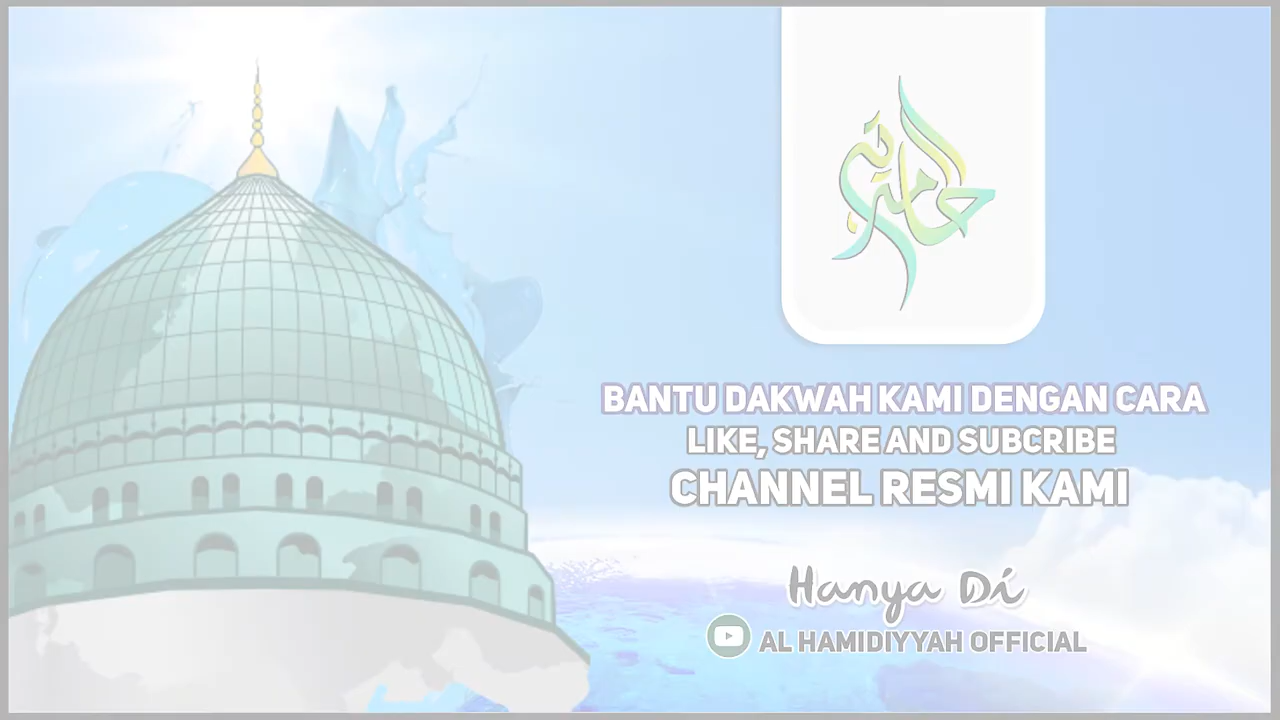 BANTU DAKWAH KAMI DENGAN CARA
LIKE, SHARE AND SUBCRIBE
CHANNEL RESMI KAMI
Hanya Di
AL HAMIDIYYAH OFFICIAL